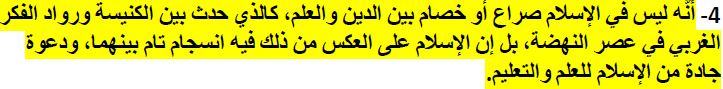 4- أنَّه ليس في الإسلام صراع أو خصام بين الدين والعلم، كالذي حدث بين الكنيسة ورواد الفكر
الغربي في عصر النهضة، بل إن الإسلام على العكس من ذلك فيه انسجام تام بينهما، ودعوة
جادة من الإسلام للعلم والتعليم.